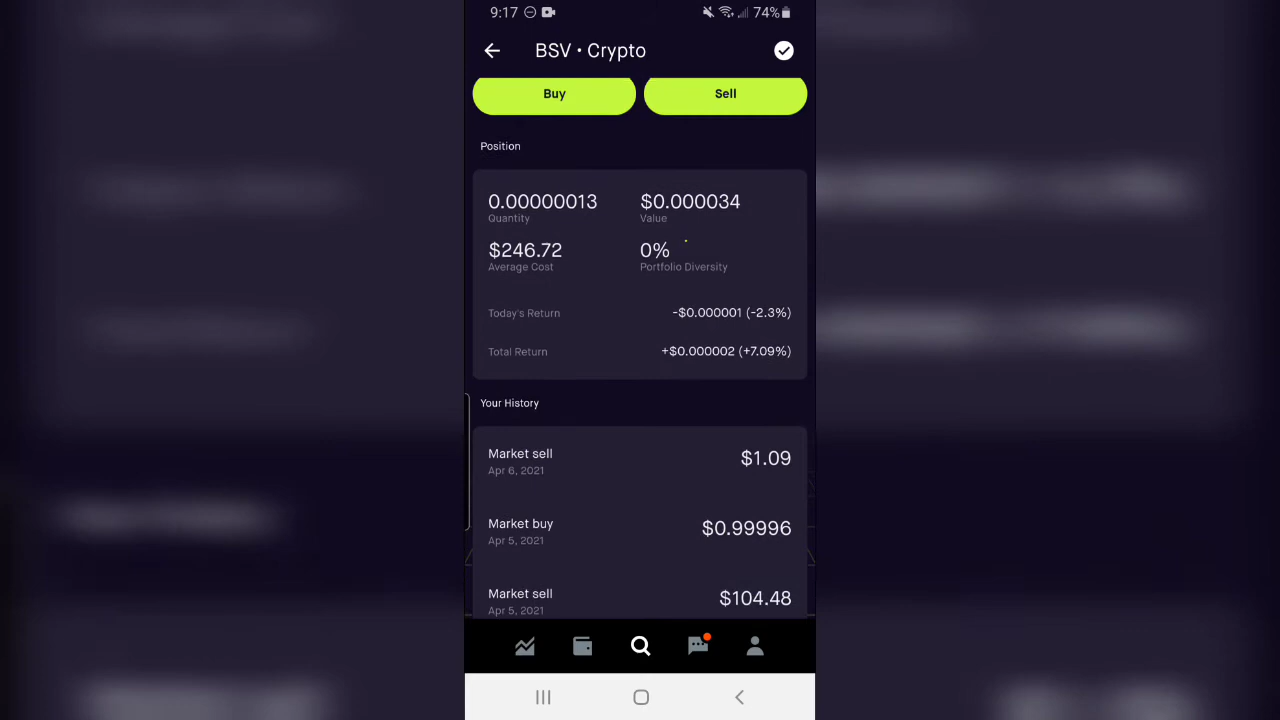 9:17 74%
BSV • Crypto
Buy Sell
Position
0.00000013 $0.000034
Quantity Value
$246.72 0%
Average Cost Portfolio Diversity
Today's Return -$0.000001 (-2.3%)
Total Return +$0.000002 (+7.09%)
Your History
Market sell $1.09
Apr 6, 2021
Market buy $0.99996
Apr 5, 2021
Market sell $104.48
Apr 5, 2021